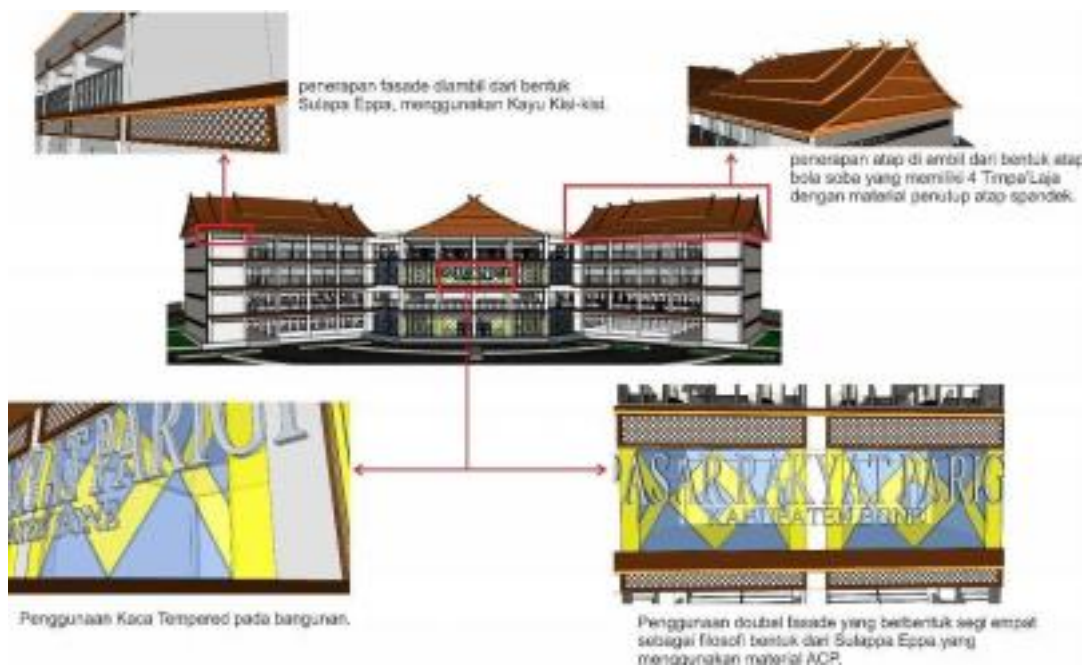 penerapan fasade diambil dari bentuk
Sulapa Eppa, menggunakan Kayu Kisi-kisi.
penerapan atap di ambil dari bentuk atap
bola soba yang memiliki 4 Timpa'Laja
dengan material penutup atap spandek.
PARIGI
PASAR RAKYAT PARIG
KABUPATEN
Penggunaan Kaca Tempered pada bangunan.
Penggunaan doubel fasade yang berbentuk segi empat
sebagai filosofi bentuk dari Sulappa Eppa yang
menggunakan material ACP.